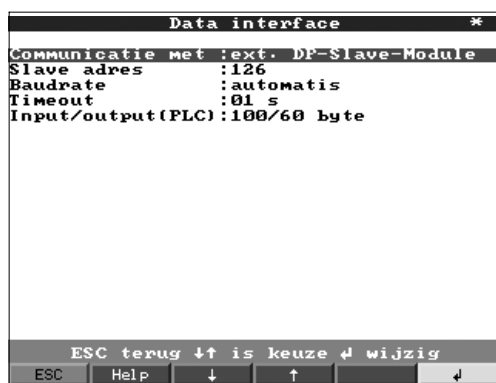 Data interface *
Communicatie met :ext. DP-Slave-Module
Slave adres :126
Baudrate :automatis
Timeout :01 s
Input/output(PLC):100/60 byte
ESC terug ↓↑ is keuze ↲ wijzig
ESC Help ↓ ↑ ↲